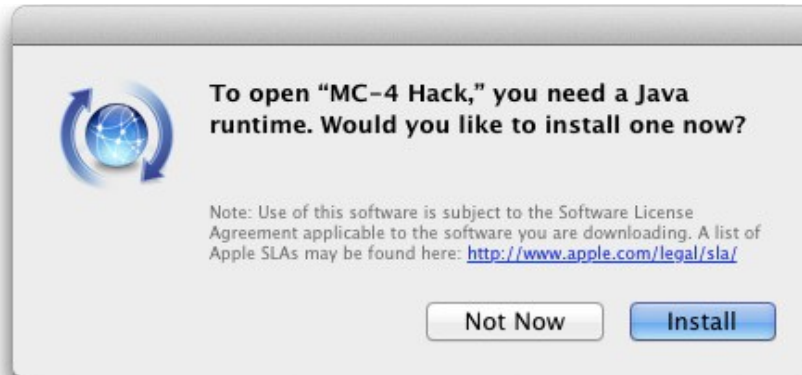 To open “MC-4 Hack,” you need a Java
runtime. Would you like to install one now?
Note: Use of this software is subject to the Software License
Agreement applicable to the software you are downloading. A list of
Apple SLAs may be found here: http://www.apple.com/legal/sla/
Not Now
Install